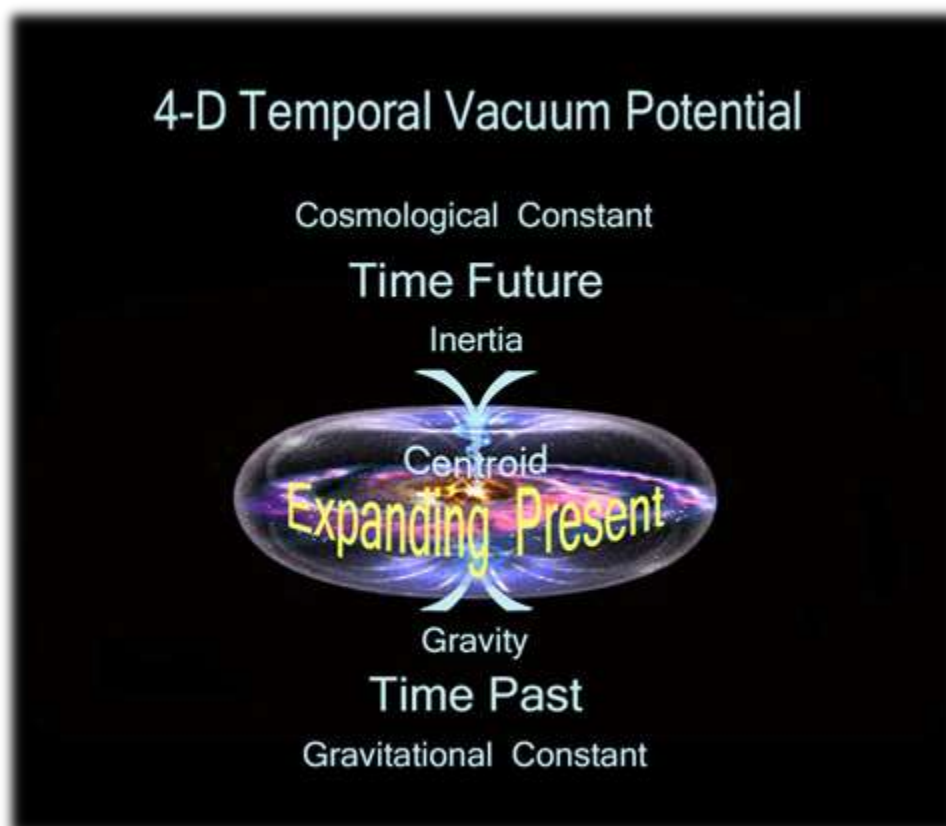 4-D Temporal Vacuum Potential
Cosmological Constant
Time Future
Inertia
Centroid
Expanding Present
Gravity
Time Past
Gravitational Constant